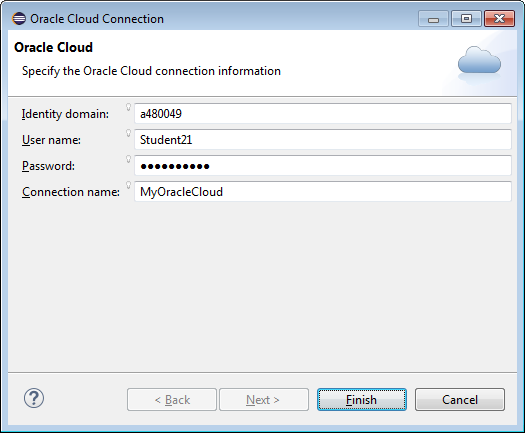 Oracle Cloud Connection
Oracle Cloud
Specify the Oracle Cloud connection information
Identity domain: a480049
User name: Student21
Password: ●●●●●●●●●●
Connection name: MyOracleCloud
? < Back Next > Finish Cancel